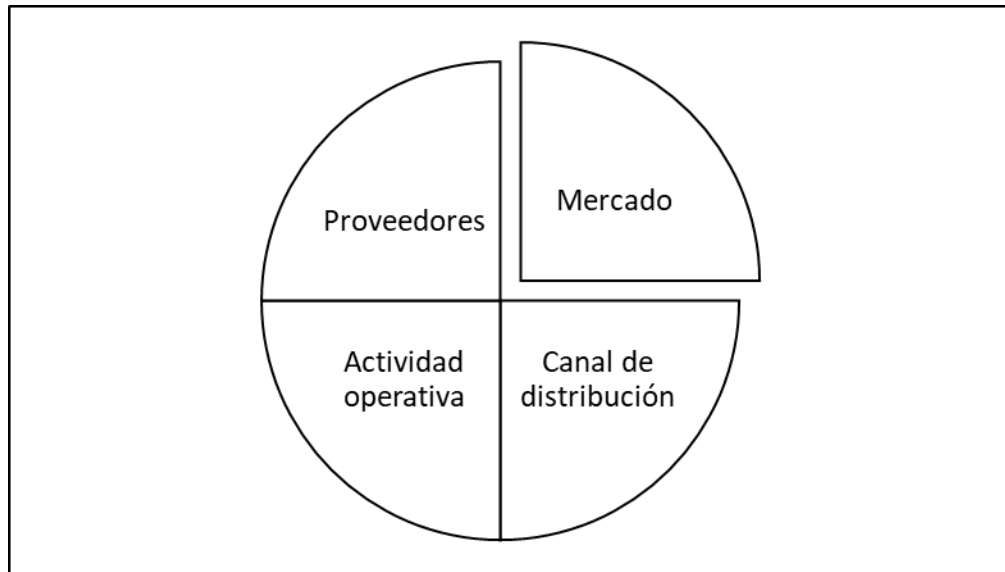 Proveedores
Mercado
Actividad
operativa
Canal de
distribución